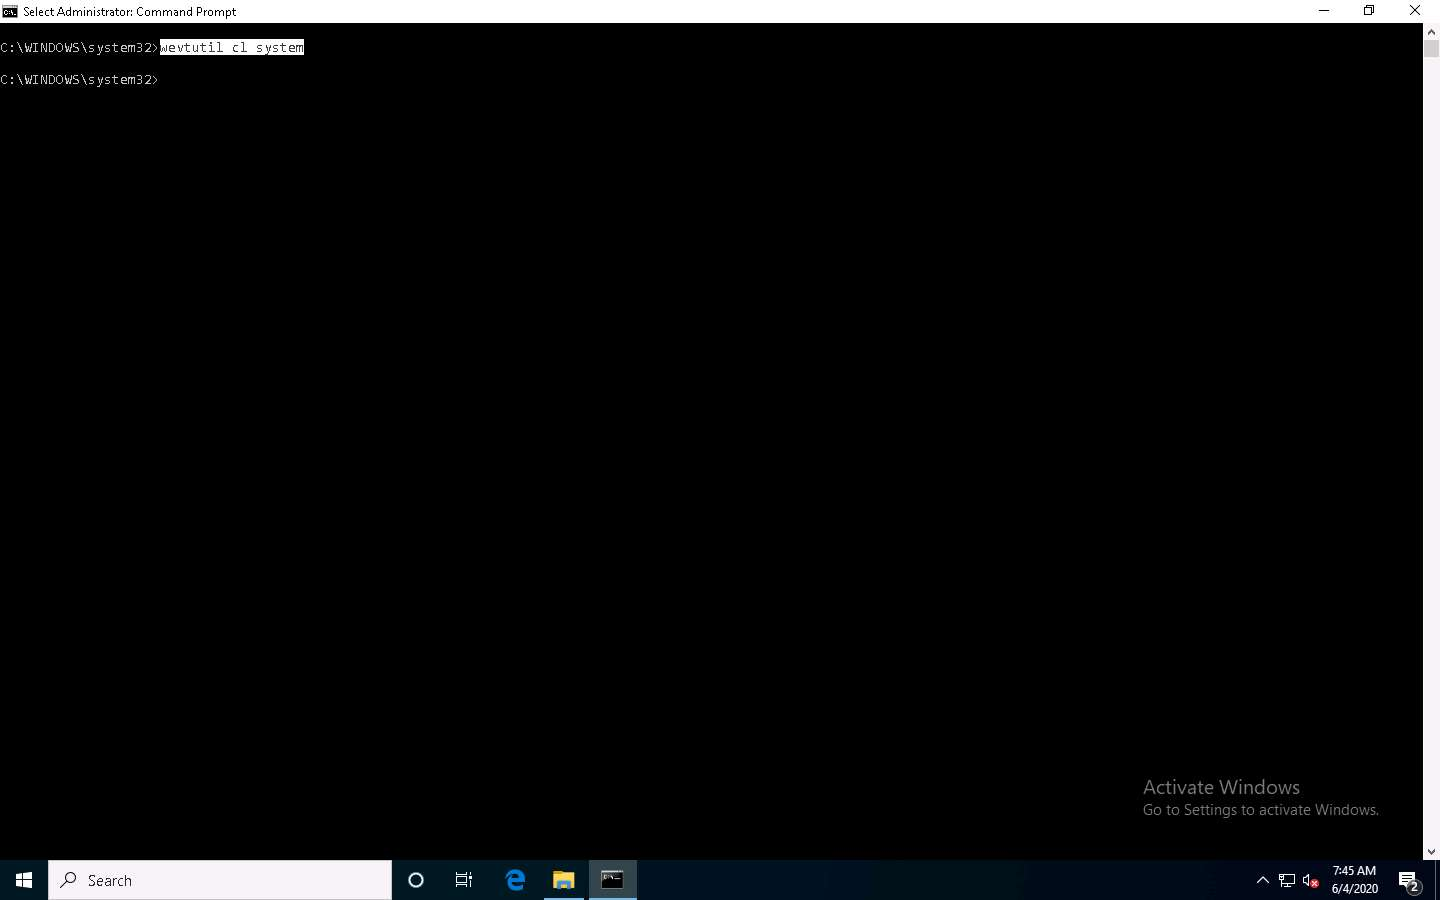 Select Administrator: Command Prompt
C:\WINDOWS\system32>wevtutil cl system
C:\WINDOWS\system32>
Activate Windows
Go to Settings to activate Windows.
Search
7:45 AM
6/4/2020
2